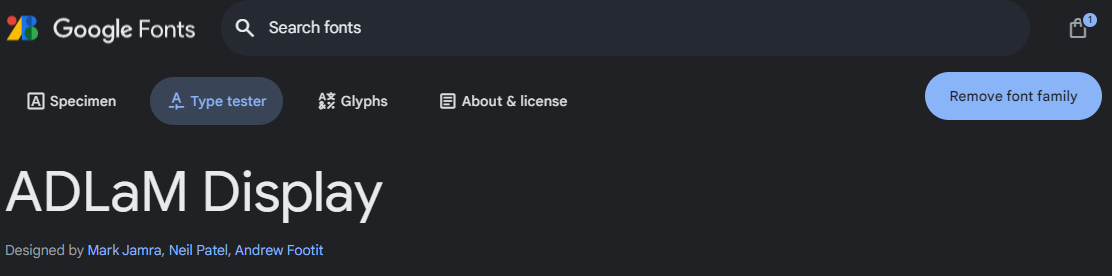 Google Fonts Search fonts 1
Specimen Type tester Glyphs About & license Remove font family
ADLaM Display
Designed by Mark Jamra, Neil Patel, Andrew Footit